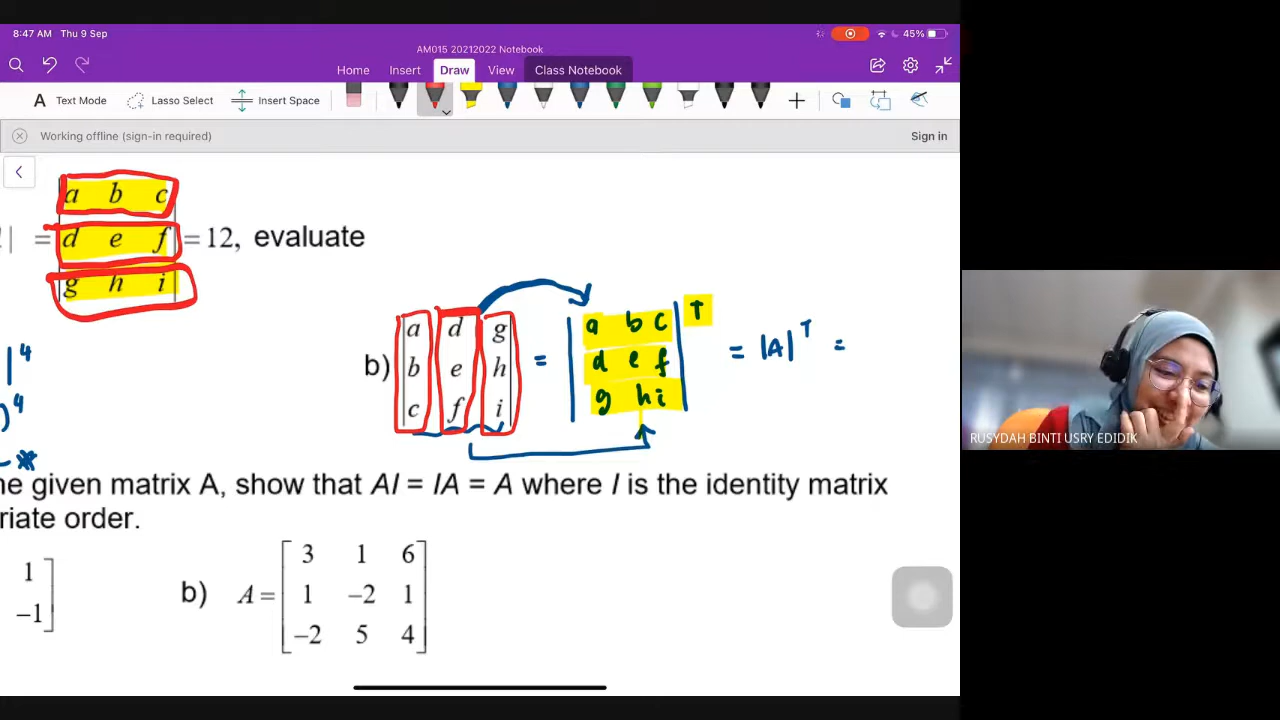 8:47 AM Thu 9 Sep
45%
AM015 20212022 Notebook
Home Insert Draw View Class Notebook
A Text Mode Lasso Select Insert Space
Working offline (sign-in required) Sign in
a b c
| = d e f = 12, evaluate
g h i
|⁴
)⁴
b) | a d g | = | a b c |ᵀ = |A|ᵀ =
| b e h | | d e f |
| c f i | | g h i |
ne given matrix A, show that AI = IA = A where I is the identity matrix
riate order.
1
−1
b) A = [ 3 1 6 ]
[ 1 −2 1 ]
[ −2 5 4 ]
RUSYDAH BINTI USRY EDIDIK